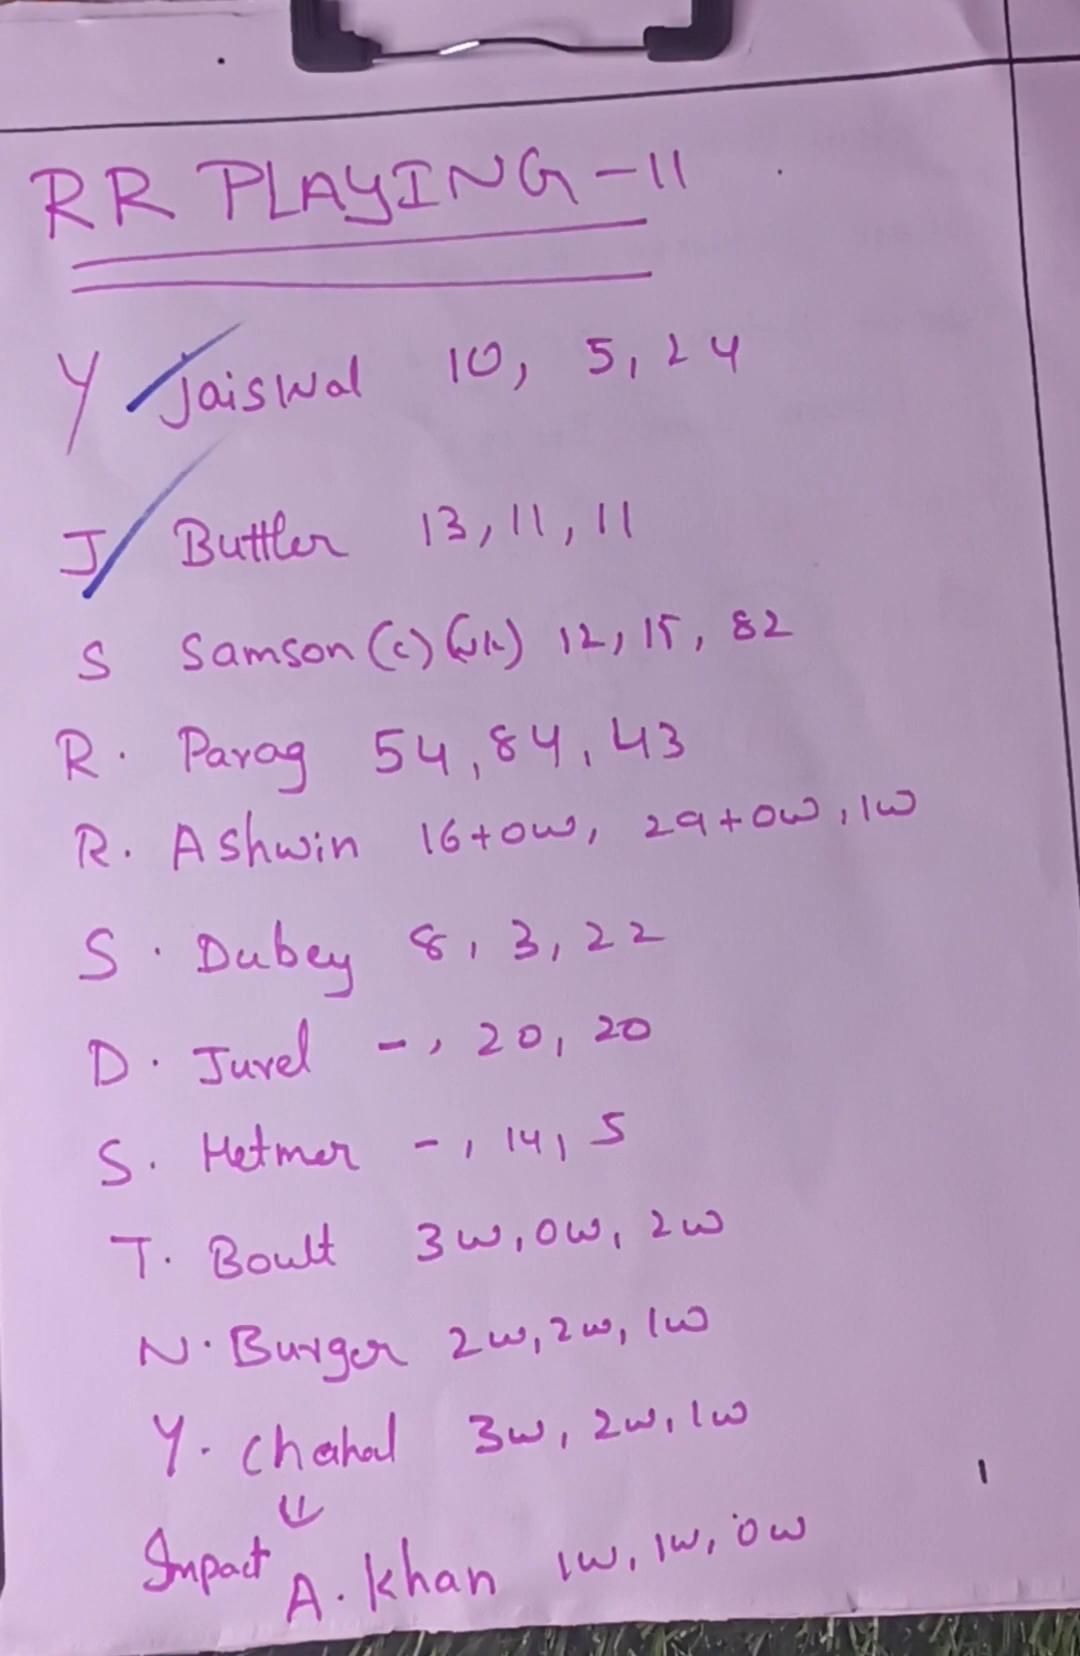 RR PLAYING-11
Y Jaiswal 10, 5, 24
J Buttler 13, 11, 11
S Samson (c) (wk) 12, 15, 82
R. Parag 54, 84, 43
R. Ashwin 16+0w, 29+0w, 1w
S. Dubey 8, 3, 22
D. Jurel -, 20, 20
S. Hetmer -, 14, 5
T. Boult 3w, 0w, 2w
N. Burger 2w, 2w, 1w
Y. Chahal 3w, 2w, 1w
⇓
Impact A. Khan 1w, 1w, 0w